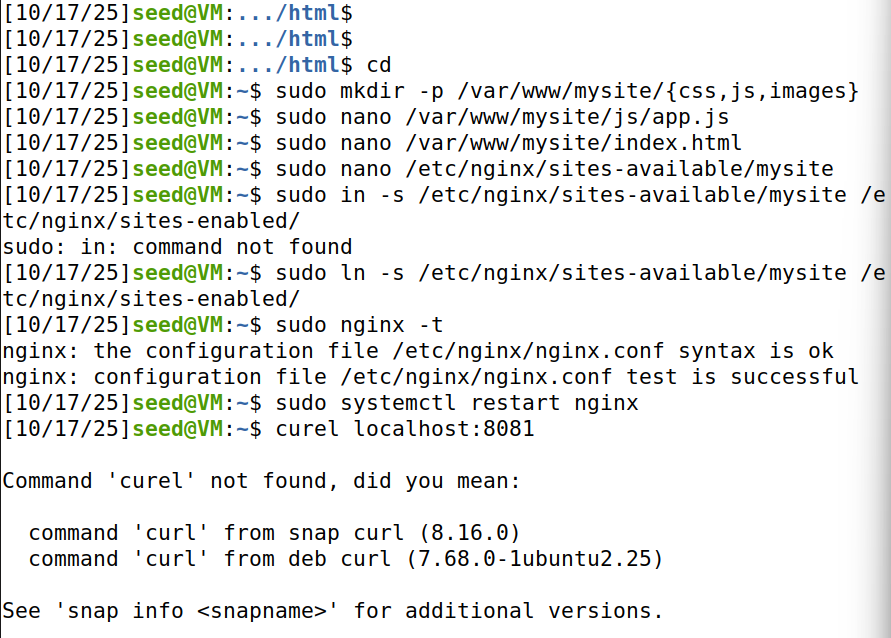 [10/17/25]seed@VM:.../html$
[10/17/25]seed@VM:.../html$
[10/17/25]seed@VM:.../html$ cd
[10/17/25]seed@VM:~$ sudo mkdir -p /var/www/mysite/{css,js,images}
[10/17/25]seed@VM:~$ sudo nano /var/www/mysite/js/app.js
[10/17/25]seed@VM:~$ sudo nano /var/www/mysite/index.html
[10/17/25]seed@VM:~$ sudo nano /etc/nginx/sites-available/mysite
[10/17/25]seed@VM:~$ sudo in -s /etc/nginx/sites-available/mysite /e
tc/nginx/sites-enabled/
sudo: in: command not found
[10/17/25]seed@VM:~$ sudo ln -s /etc/nginx/sites-available/mysite /e
tc/nginx/sites-enabled/
[10/17/25]seed@VM:~$ sudo nginx -t
nginx: the configuration file /etc/nginx/nginx.conf syntax is ok
nginx: configuration file /etc/nginx/nginx.conf test is successful
[10/17/25]seed@VM:~$ sudo systemctl restart nginx
[10/17/25]seed@VM:~$ curel localhost:8081

Command 'curel' not found, did you mean:

  command 'curl' from snap curl (8.16.0)
  command 'curl' from deb curl (7.68.0-1ubuntu2.25)

See 'snap info <snapname>' for additional versions.